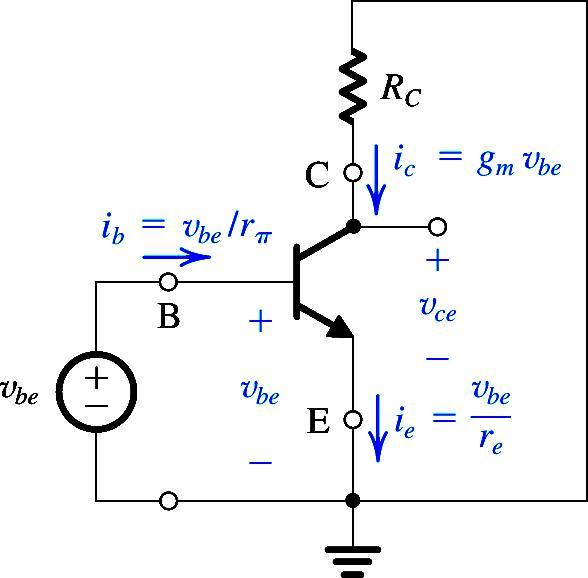 R_C
C
i_c = g_m v_be
i_b = v_be/r_π
+
B
+
v_ce
v_be
+
−
v_be
−
E
i_e = v_be/r_e
−